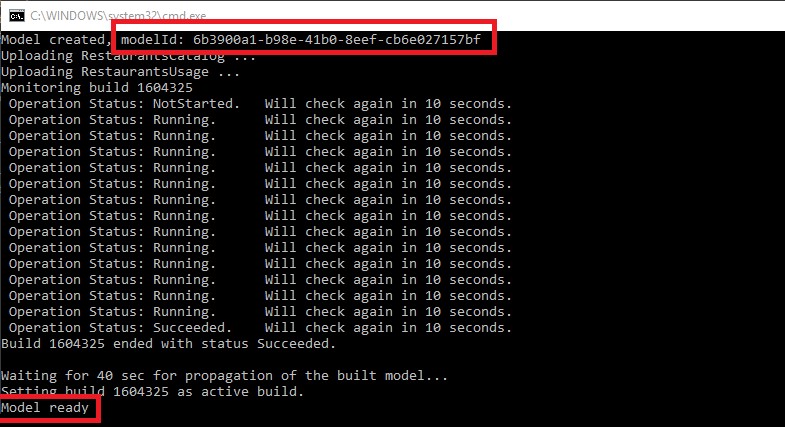 C:\WINDOWS\system32\cmd.exe
Model created, modelId: 6b3900a1-b98e-41b0-8eef-cb6e027157bf
Uploading RestaurantsCatalog ...
Uploading RestaurantsUsage ...
Monitoring build 1604325
Operation Status: NotStarted.   Will check again in 10 seconds.
Operation Status: Running.      Will check again in 10 seconds.
Operation Status: Running.      Will check again in 10 seconds.
Operation Status: Running.      Will check again in 10 seconds.
Operation Status: Running.      Will check again in 10 seconds.
Operation Status: Running.      Will check again in 10 seconds.
Operation Status: Running.      Will check again in 10 seconds.
Operation Status: Running.      Will check again in 10 seconds.
Operation Status: Running.      Will check again in 10 seconds.
Operation Status: Running.      Will check again in 10 seconds.
Operation Status: Running.      Will check again in 10 seconds.
Operation Status: Running.      Will check again in 10 seconds.
Operation Status: Running.      Will check again in 10 seconds.
Operation Status: Running.      Will check again in 10 seconds.
Operation Status: Succeeded.    Will check again in 10 seconds.
Build 1604325 ended with status Succeeded.
Waiting for 40 sec for propagation of the built model...
Setting build 1604325 as active build.
Model ready